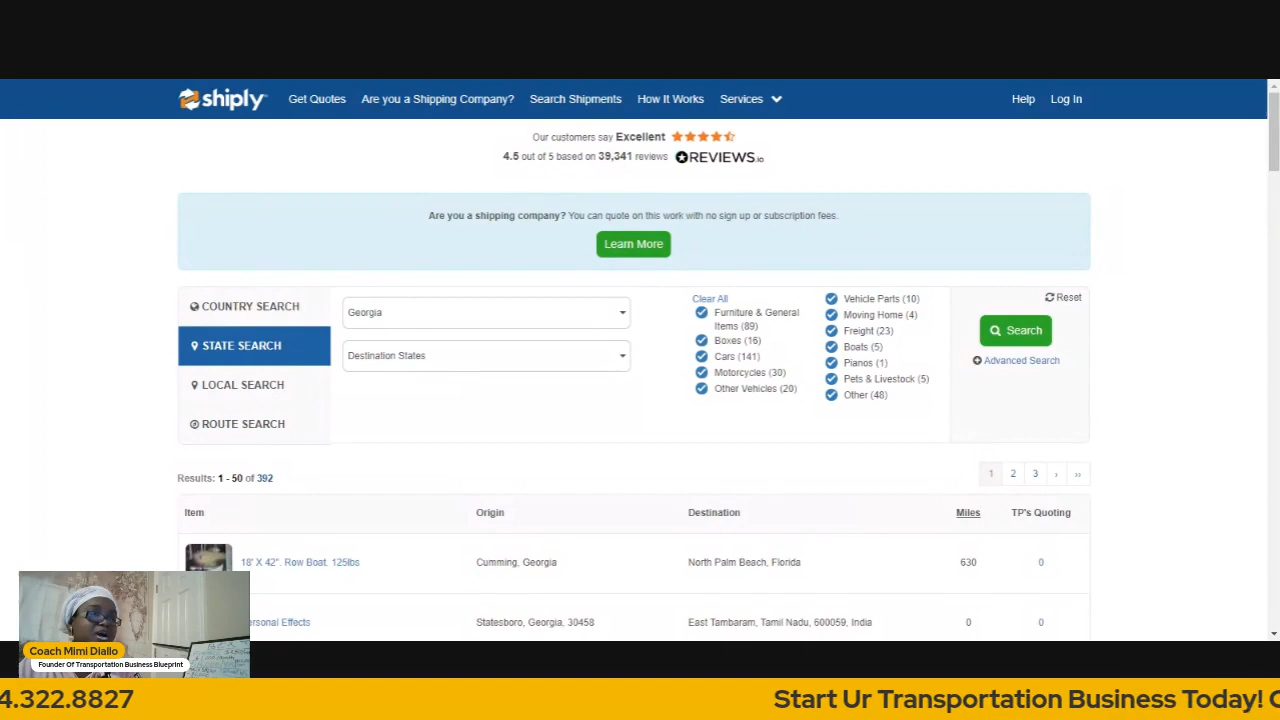 shiply
Get Quotes Are you a Shipping Company? Search Shipments How It Works Services Help Log In
Our customers say Excellent
4.5 out of 5 based on 39,341 reviews REVIEWS.io
Are you a shipping company? You can quote on this work with no sign up or subscription fees.
Learn More
COUNTRY SEARCH
STATE SEARCH
LOCAL SEARCH
ROUTE SEARCH
Georgia
Destination States
Clear All
Furniture & General
Items (89)
Boxes (16)
Cars (141)
Motorcycles (30)
Other Vehicles (20)
Vehicle Parts (10)
Moving Home (4)
Freight (23)
Boats (5)
Pianos (1)
Pets & Livestock (5)
Other (48)
Reset
Search
Advanced Search
Results: 1 - 50 of 392
1 2 3 › ››
Item Origin Destination Miles TP's Quoting
18' X 42". Row Boat. 125lbs Cumming, Georgia North Palm Beach, Florida 630 0
ersonal Effects Statesboro, Georgia, 30458 East Tambaram, Tamil Nadu, 600059, India 0 0
Coach Mimi Diallo
Founder Of Transportation Business Blueprint
4.322.8827 Start Ur Transportation Business Today! C